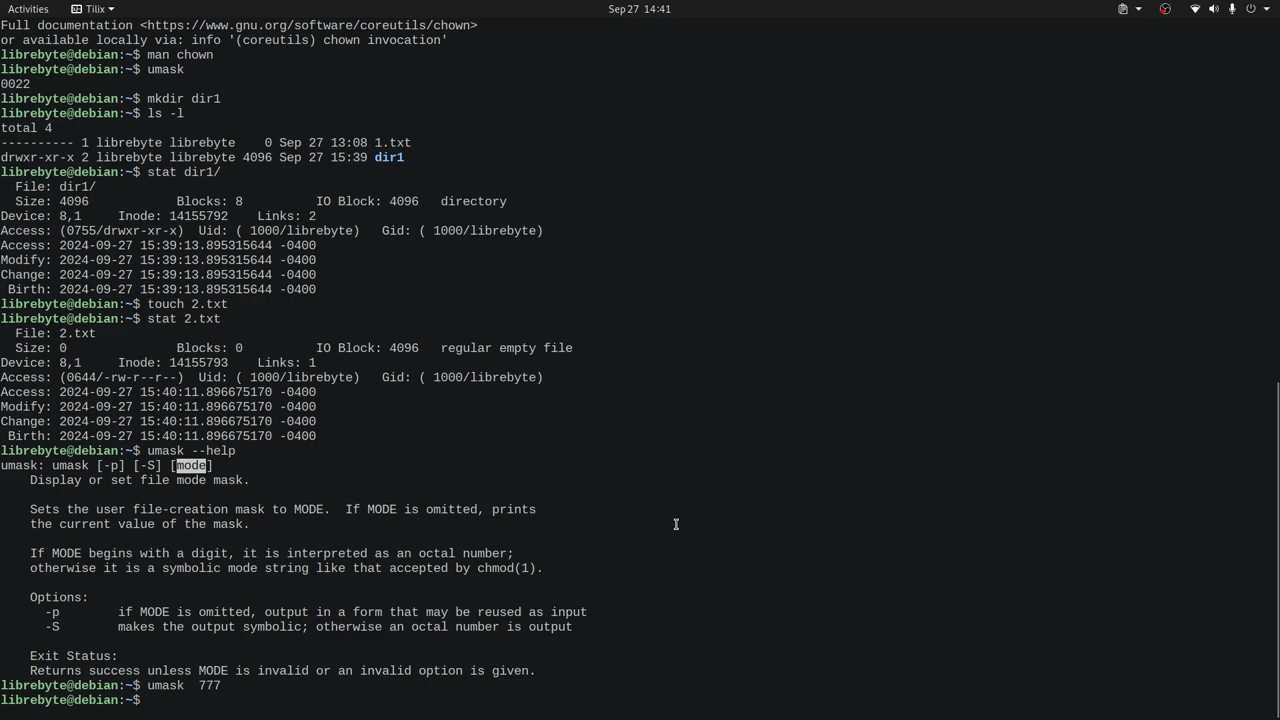 Activities Tilix Sep 27 14:41
Full documentation <https://www.gnu.org/software/coreutils/chown>
or available locally via: info '(coreutils) chown invocation'
librebyte@debian:~$ man chown
librebyte@debian:~$ umask
0022
librebyte@debian:~$ mkdir dir1
librebyte@debian:~$ ls -l
total 4
---------- 1 librebyte librebyte    0 Sep 27 13:08 1.txt
drwxr-xr-x 2 librebyte librebyte 4096 Sep 27 15:39 dir1
librebyte@debian:~$ stat dir1/
  File: dir1/
  Size: 4096            Blocks: 8          IO Block: 4096   directory
Device: 8,1     Inode: 14155792    Links: 2
Access: (0755/drwxr-xr-x)  Uid: ( 1000/librebyte)   Gid: ( 1000/librebyte)
Access: 2024-09-27 15:39:13.895315644 -0400
Modify: 2024-09-27 15:39:13.895315644 -0400
Change: 2024-09-27 15:39:13.895315644 -0400
 Birth: 2024-09-27 15:39:13.895315644 -0400
librebyte@debian:~$ touch 2.txt
librebyte@debian:~$ stat 2.txt
  File: 2.txt
  Size: 0               Blocks: 0          IO Block: 4096   regular empty file
Device: 8,1     Inode: 14155793    Links: 1
Access: (0644/-rw-r--r--)  Uid: ( 1000/librebyte)   Gid: ( 1000/librebyte)
Access: 2024-09-27 15:40:11.896675170 -0400
Modify: 2024-09-27 15:40:11.896675170 -0400
Change: 2024-09-27 15:40:11.896675170 -0400
 Birth: 2024-09-27 15:40:11.896675170 -0400
librebyte@debian:~$ umask --help
umask: umask [-p] [-S] [mode]
    Display or set file mode mask.
    Sets the user file-creation mask to MODE.  If MODE is omitted, prints
    the current value of the mask.
    If MODE begins with a digit, it is interpreted as an octal number;
    otherwise it is a symbolic mode string like that accepted by chmod(1).
    Options:
      -p        if MODE is omitted, output in a form that may be reused as input
      -S        makes the output symbolic; otherwise an octal number is output
    Exit Status:
    Returns success unless MODE is invalid or an invalid option is given.
librebyte@debian:~$ umask  777
librebyte@debian:~$